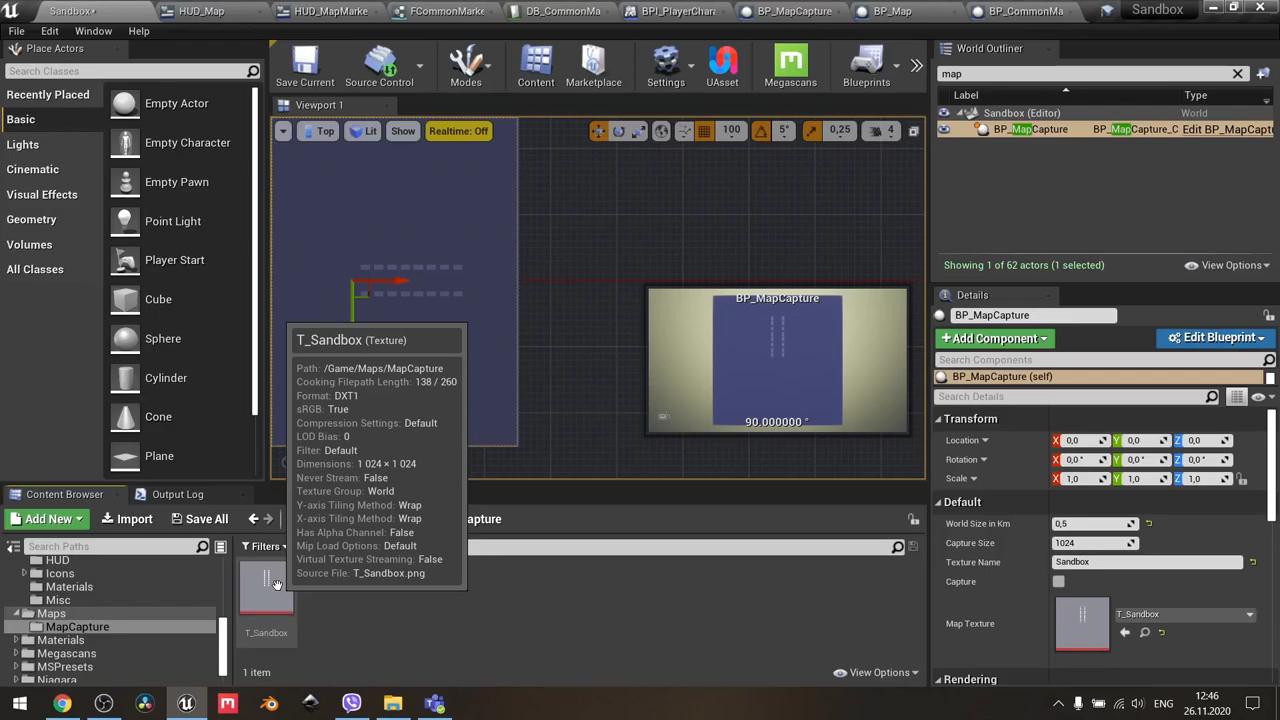 Sandbox•
HUD_Map
HUD_MapMarke
FCommonMarke
DB_CommonMa
BPI_PlayerChara
BP_MapCapture
BP_Map
BP_CommonMa
Sandbox
File Edit Window Help
Place Actors
Search Classes
Recently Placed
Basic
Lights
Cinematic
Visual Effects
Geometry
Volumes
All Classes
Empty Actor
Empty Character
Empty Pawn
Point Light
Player Start
Cube
Sphere
Cylinder
Cone
Plane
Save Current
Source Control
Modes
Content
Marketplace
Settings
UAsset
Megascans
Blueprints
Viewport 1
Top Lit Show Realtime: Off
100 5° 0,25 4
BP_MapCapture
90.000000 °
T_Sandbox (Texture)
Path: /Game/Maps/MapCapture
Cooking Filepath Length: 138 / 260
Format: DXT1
sRGB: True
Compression Settings: Default
LOD Bias: 0
Filter: Default
Dimensions: 1 024 × 1 024
Never Stream: False
Texture Group: World
Y-axis Tiling Method: Wrap
X-axis Tiling Method: Wrap
Has Alpha Channel: False
Mip Load Options: Default
Virtual Texture Streaming: False
Source File: T_Sandbox.png
World Outliner
map
Label Type
Sandbox (Editor) World
BP_MapCapture BP_MapCapture_C Edit BP_MapCaptu
Showing 1 of 62 actors (1 selected)
View Options
Details
BP_MapCapture
Add Component Edit Blueprint
Search Components
BP_MapCapture (self)
Search Details
Transform
Location X 0,0 Y 0,0 Z 0,0
Rotation X 0,0 ° Y 0,0 ° Z 0,0 °
Scale X 1,0 Y 1,0 Z 1,0
Default
World Size in Km 0,5
Capture Size 1024
Texture Name Sandbox
Capture
Map Texture T_Sandbox
Rendering
Content Browser
Output Log
Add New Import Save All
apture
Search Paths
Filters
HUD
Icons
Materials
Misc
Maps
MapCapture
Materials
Megascans
MSPresets
Niagara
T_Sandbox
1 item
View Options
ENG
12:46
26.11.2020